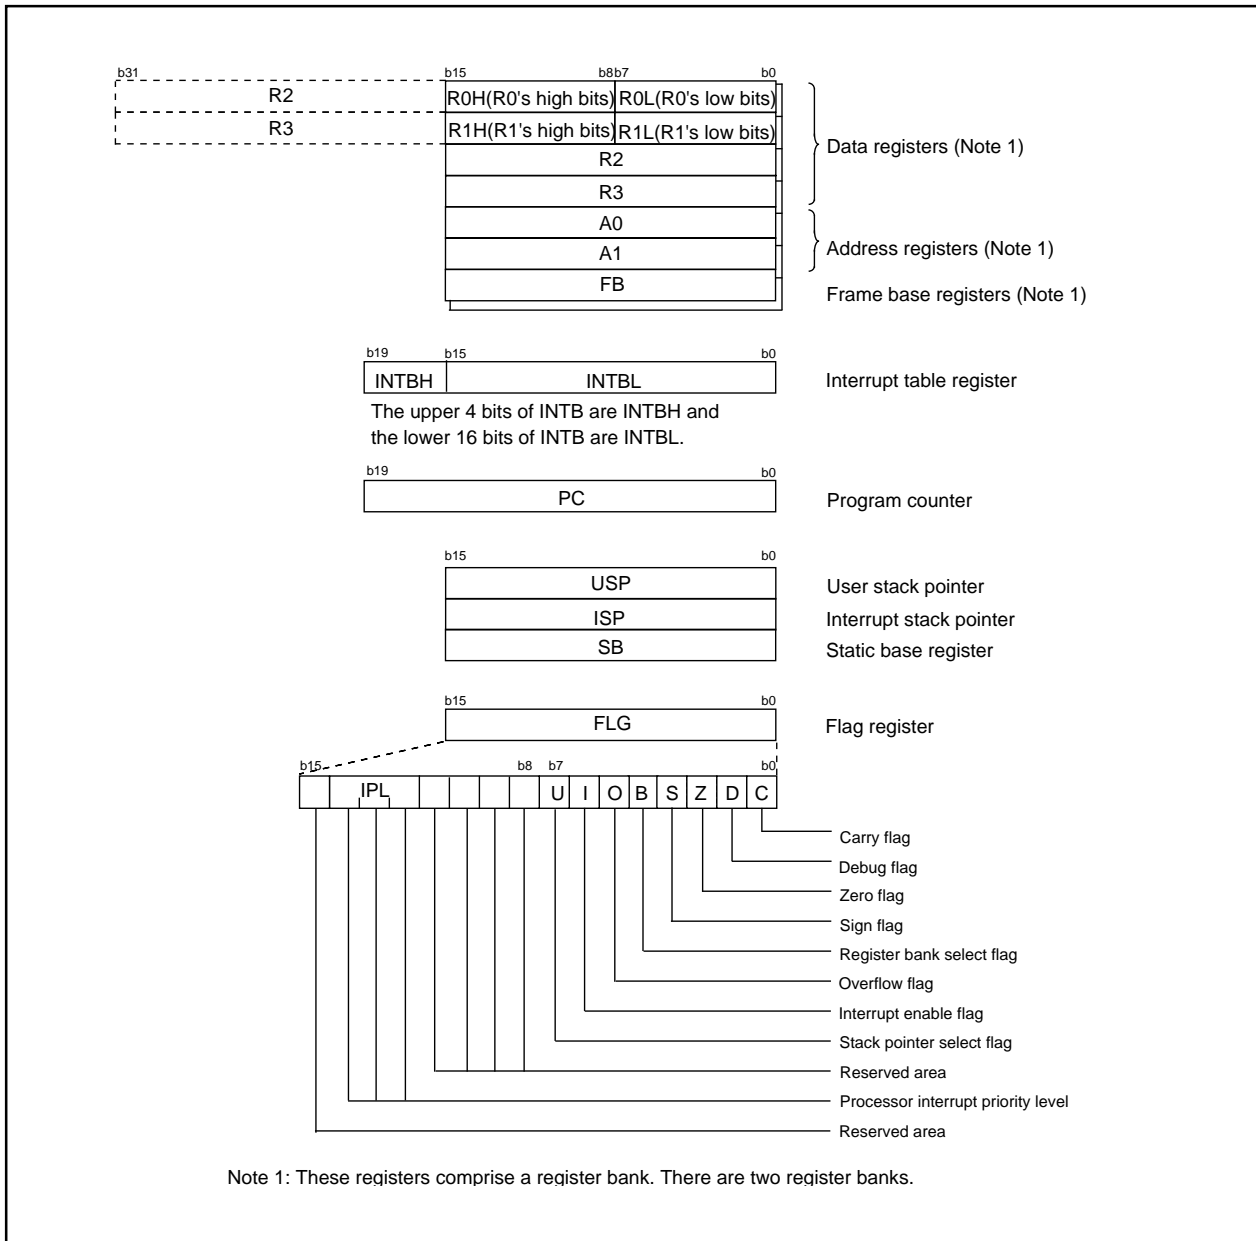 b31 b15 b8b7 b0
R2 R0H(R0's high bits) R0L(R0's low bits)
R3 R1H(R1's high bits) R1L(R1's low bits)
Data registers (Note 1)
R2
R3
A0
A1
Address registers (Note 1)
FB
Frame base registers (Note 1)
b19 b15 b0
INTBH INTBL Interrupt table register
The upper 4 bits of INTB are INTBH and
the lower 16 bits of INTB are INTBL.
b19 b0
PC Program counter
b15 b0
USP User stack pointer
ISP Interrupt stack pointer
SB Static base register
b15 b0
FLG Flag register
b15 b8 b7 b0
IPL U I O B S Z D C
Carry flag
Debug flag
Zero flag
Sign flag
Register bank select flag
Overflow flag
Interrupt enable flag
Stack pointer select flag
Reserved area
Processor interrupt priority level
Reserved area
Note 1: These registers comprise a register bank. There are two register banks.